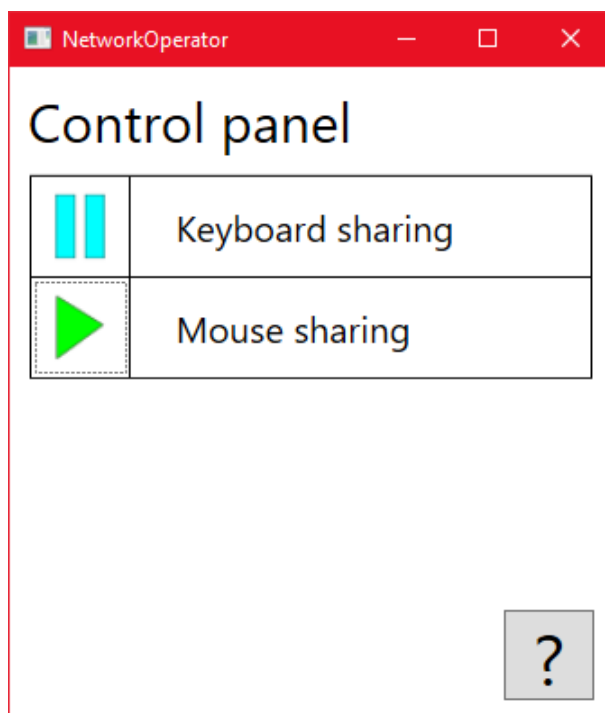 NetworkOperator
Control panel
Keyboard sharing
Mouse sharing
?